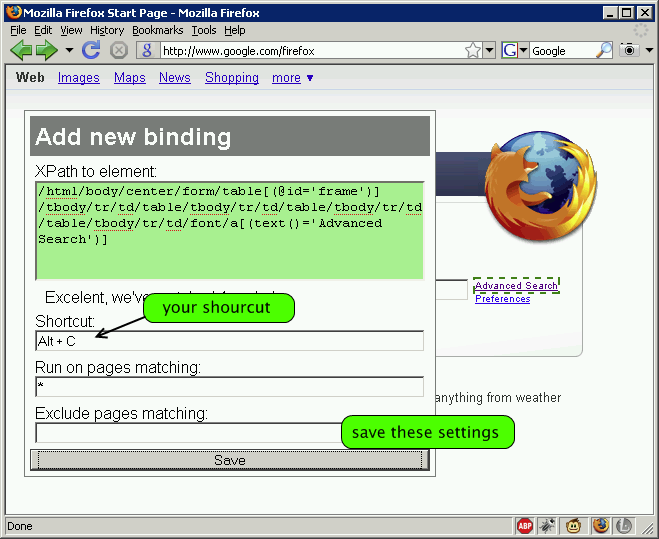 Mozilla Firefox Start Page - Mozilla Firefox
File Edit View History Bookmarks Tools Help
http://www.google.com/firefox
G Google
Web Images Maps News Shopping more ▼
Add new binding
XPath to element:
/html/body/center/form/table[(@id='frame')]
/tbody/tr/td/table/tbody/tr/td/table/tbody/tr/td
/table/tbody/tr/td/font/a[(text()='Advanced
Search')]
Advanced Search
Preferences
Excelent, we've
your shourcut
Shortcut:
Alt + C
Run on pages matching:
*
anything from weather
Exclude pages matching:
save these settings
Save
Done
ABP